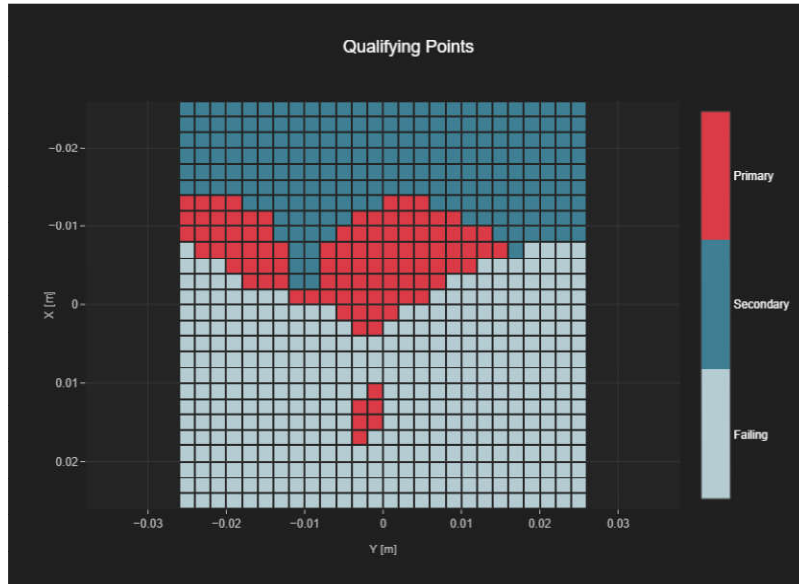 Qualifying Points
Primary
Secondary
Failing
X [m]
−0.02
−0.01
0
0.01
0.02
−0.03
−0.02
−0.01
0
0.01
0.02
0.03
Y [m]